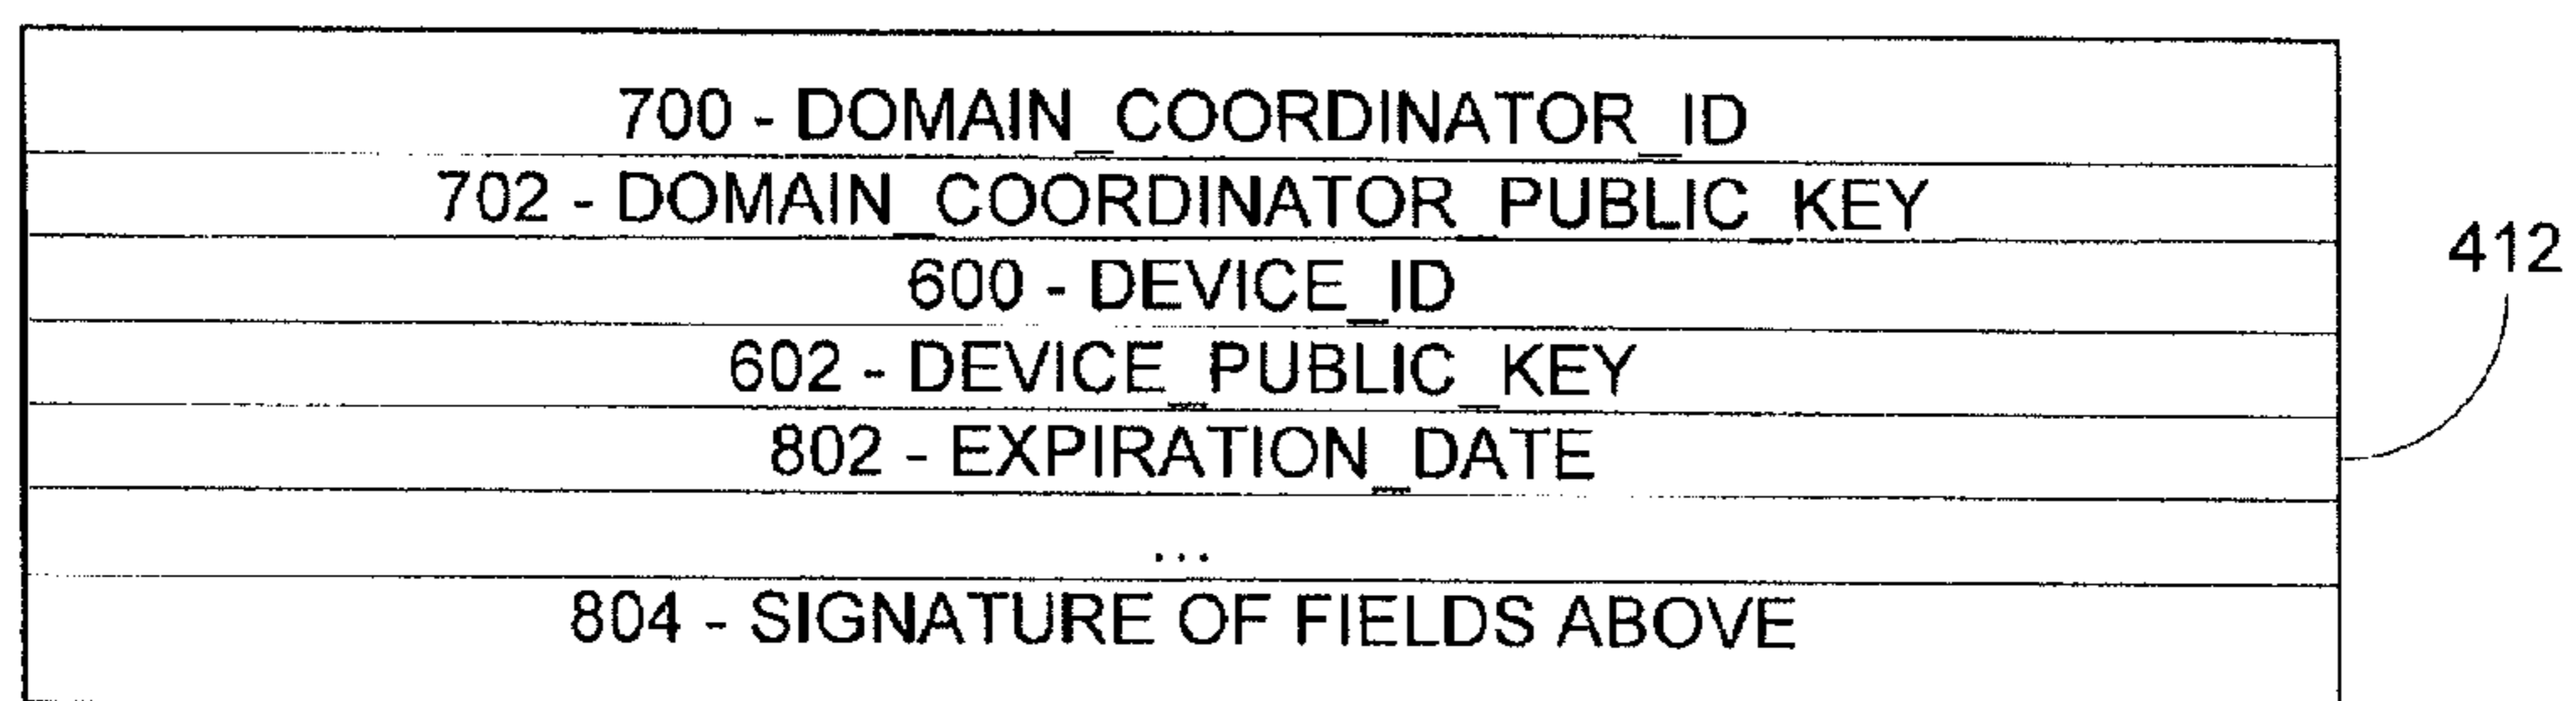 700 - DOMAIN_COORDINATOR_ID
702 - DOMAIN_COORDINATOR_PUBLIC_KEY
412
600 - DEVICE_ID
602 - DEVICE_PUBLIC_KEY
802 - EXPIRATION_DATE
...
804 - SIGNATURE OF FIELDS ABOVE